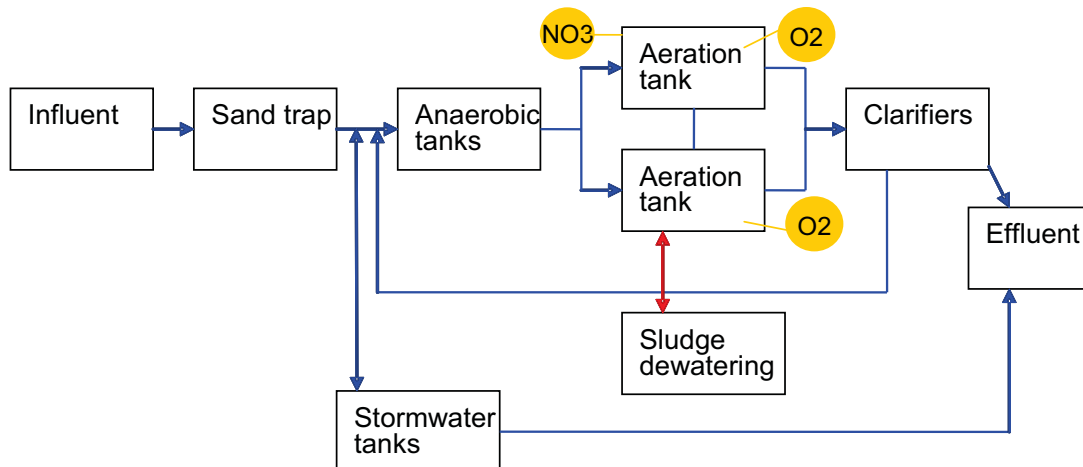 NO3
Aeration
tank
O2
Influent
Sand trap
Anaerobic
tanks
Clarifiers
Aeration
tank
O2
Effluent
Sludge
dewatering
Stormwater
tanks